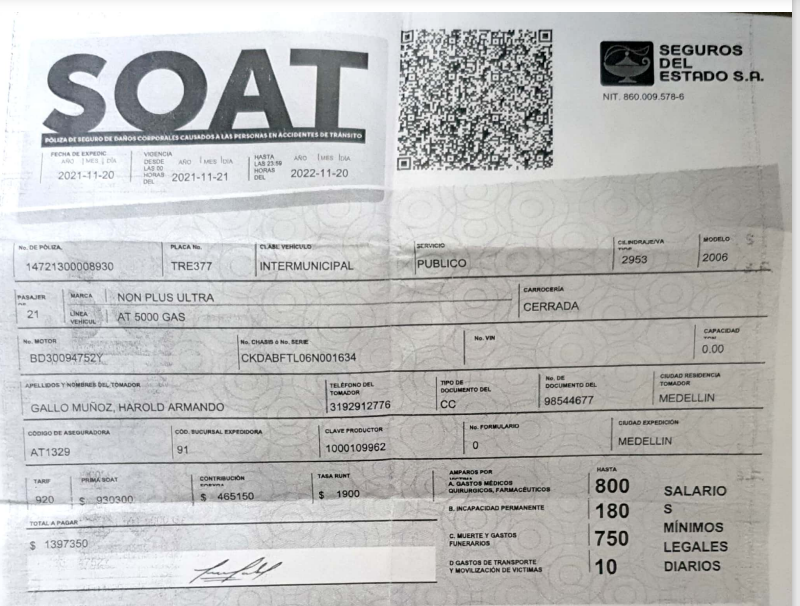 SOAT
PÓLIZA DE SEGURO DE DAÑOS CORPORALES CAUSADOS A LAS PERSONAS EN ACCIDENTES DE TRÁNSITO
SEGUROS
DEL
ESTADO S.A.
NIT. 860.009.578-6
FECHA DE EXPEDIC
AÑO | MES | DÍA
2021-11-20
VIGENCIA
DESDE
LAS 00
HORAS
DEL
AÑO | MES | DÍA
2021-11-21
HASTA
LAS 23:59
HORAS
DEL
AÑO | MES | DÍA
2022-11-20
No. DE PÓLIZA.
14721300008930
PLACA No.
TRE377
CLASE VEHÍCULO
INTERMUNICIPAL
SERVICIO
PUBLICO
CILINDRAJE/VA
2953
MODELO
2006
PASAJER
21
MARCA
NON PLUS ULTRA
LÍNEA
VEHÍCUL
AT 5000 GAS
CARROCERÍA
CERRADA
No. MOTOR
BD30094752Y
No. CHASIS ó No. SERIE
CKDABFTL06N001634
No. VIN
CAPACIDAD
0.00
APELLIDOS Y NOMBRES DEL TOMADOR
GALLO MUÑOZ, HAROLD ARMANDO
TELÉFONO DEL
TOMADOR
3192912776
TIPO DE
DOCUMENTO DEL
CC
No. DE
DOCUMENTO DEL
98544677
CIUDAD RESIDENCIA
TOMADOR
MEDELLIN
CÓDIGO DE ASEGURADORA
AT1329
CÓD. SUCURSAL EXPEDIDORA
91
CLAVE PRODUCTOR
1000109962
No. FORMULARIO
0
CIUDAD EXPEDICIÓN
MEDELLIN
TARIF
920
PRIMA SOAT
$ 930300
CONTRIBUCIÓN
$ 465150
TASA RUNT
$ 1900
TOTAL A PAGAR
$ 1397350
AMPAROS POR
A. GASTOS MÉDICOS
QUIRURGICOS, FARMACÉUTICOS
B. INCAPACIDAD PERMANENTE
C. MUERTE Y GASTOS
FUNERARIOS
D GASTOS DE TRANSPORTE
Y MOVILIZACIÓN DE VICTIMAS
HASTA
800
180
750
10
SALARIO
S
MÍNIMOS
LEGALES
DIARIOS